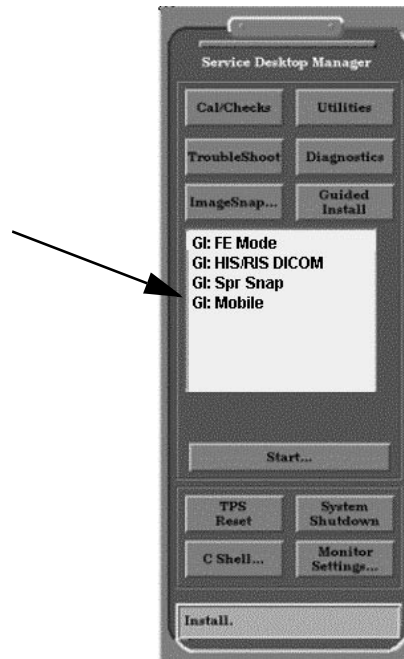 Service Desktop Manager
Cal/Checks
Utilities
TroubleShoot
Diagnostics
ImageSnap...
Guided
Install
GI: FE Mode
GI: HIS/RIS DICOM
GI: Spr Snap
GI: Mobile
Start...
TPS
Reset
System
Shutdown
C Shell...
Monitor
Settings...
Install.